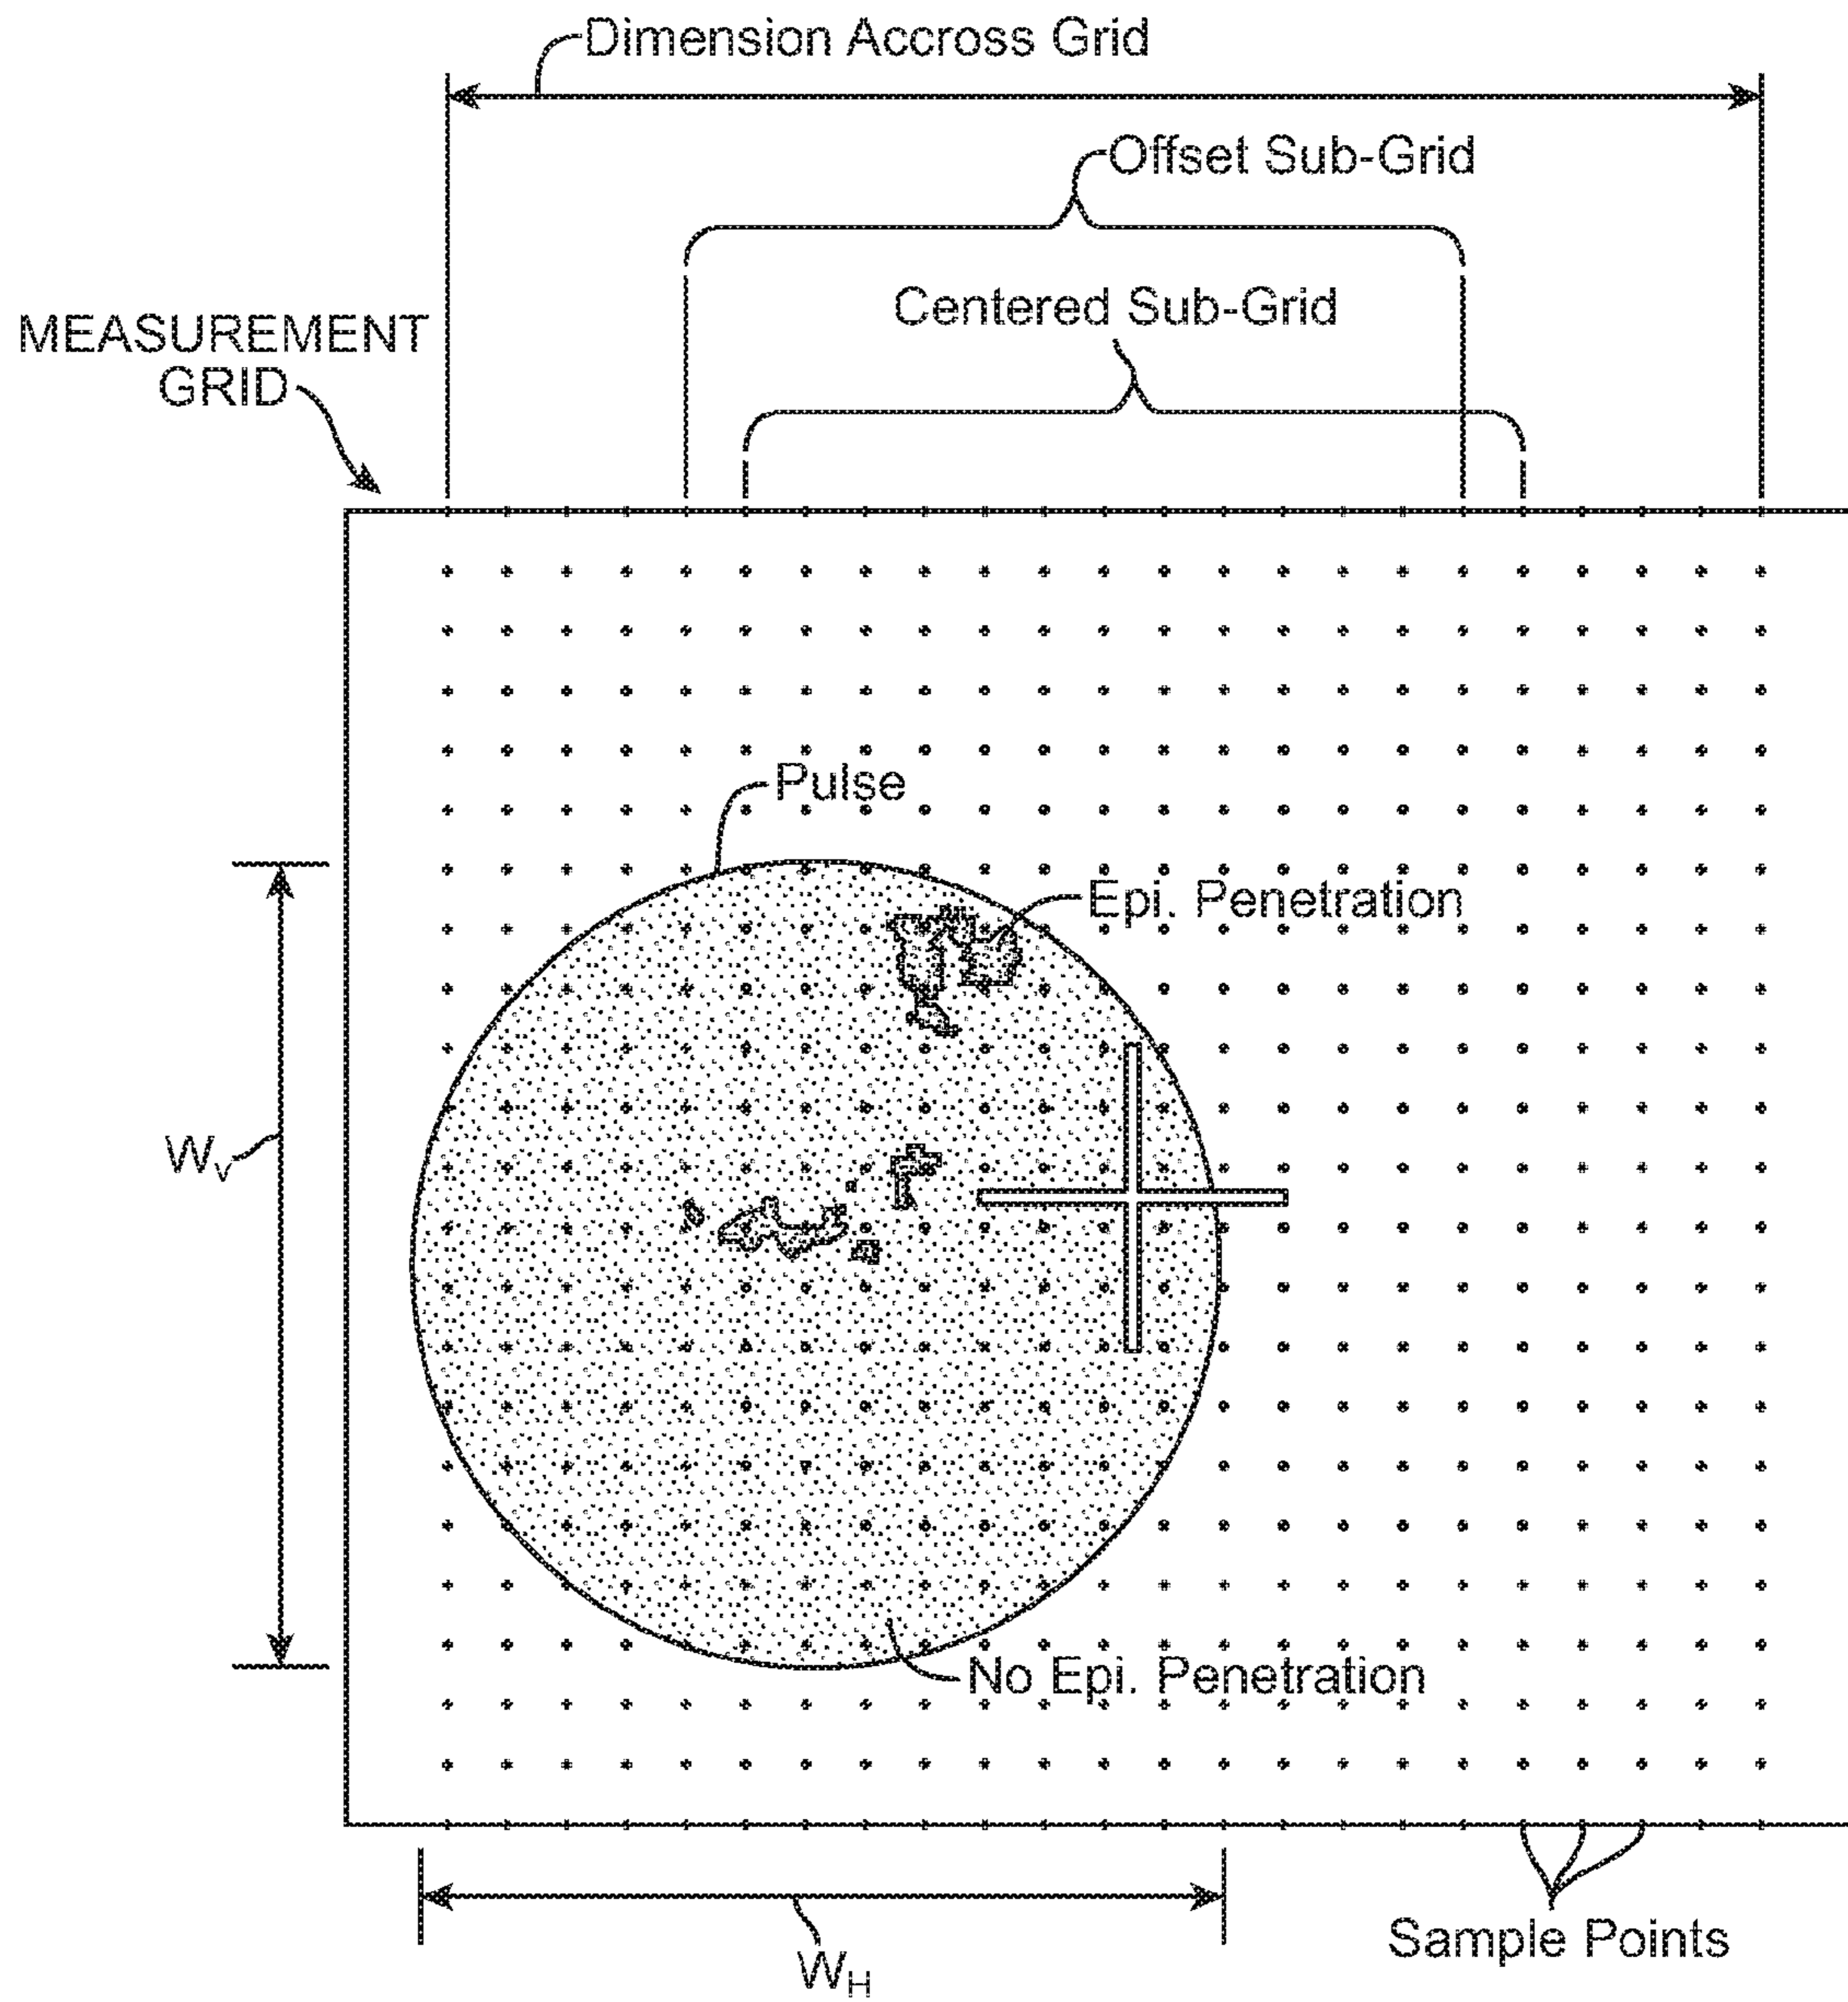 Dimension Accross Grid
Offset Sub-Grid
Centered Sub-Grid
MEASUREMENT
GRID
Pulse
Epi. Penetration
WV
No Epi. Penetration
Sample Points
WH